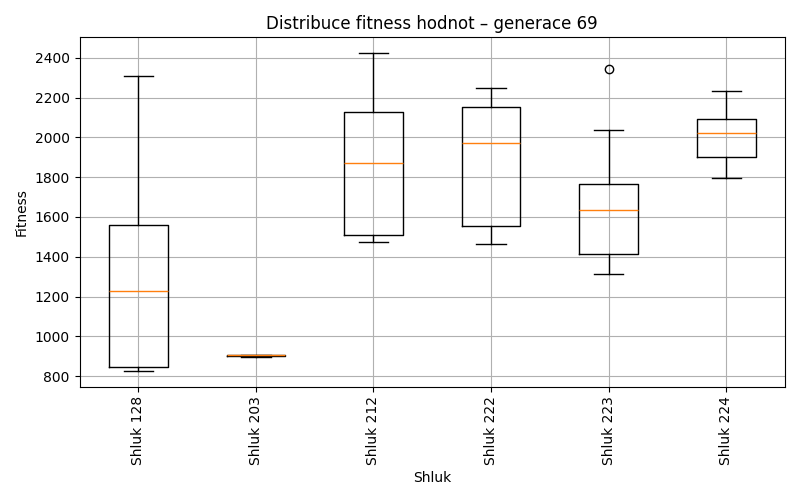 Distribuce fitness hodnot – generace 69
2400
2200
2000
1800
1600
1400
1200
1000
800
Fitness
Shluk 128
Shluk 203
Shluk 212
Shluk 222
Shluk 223
Shluk 224
Shluk